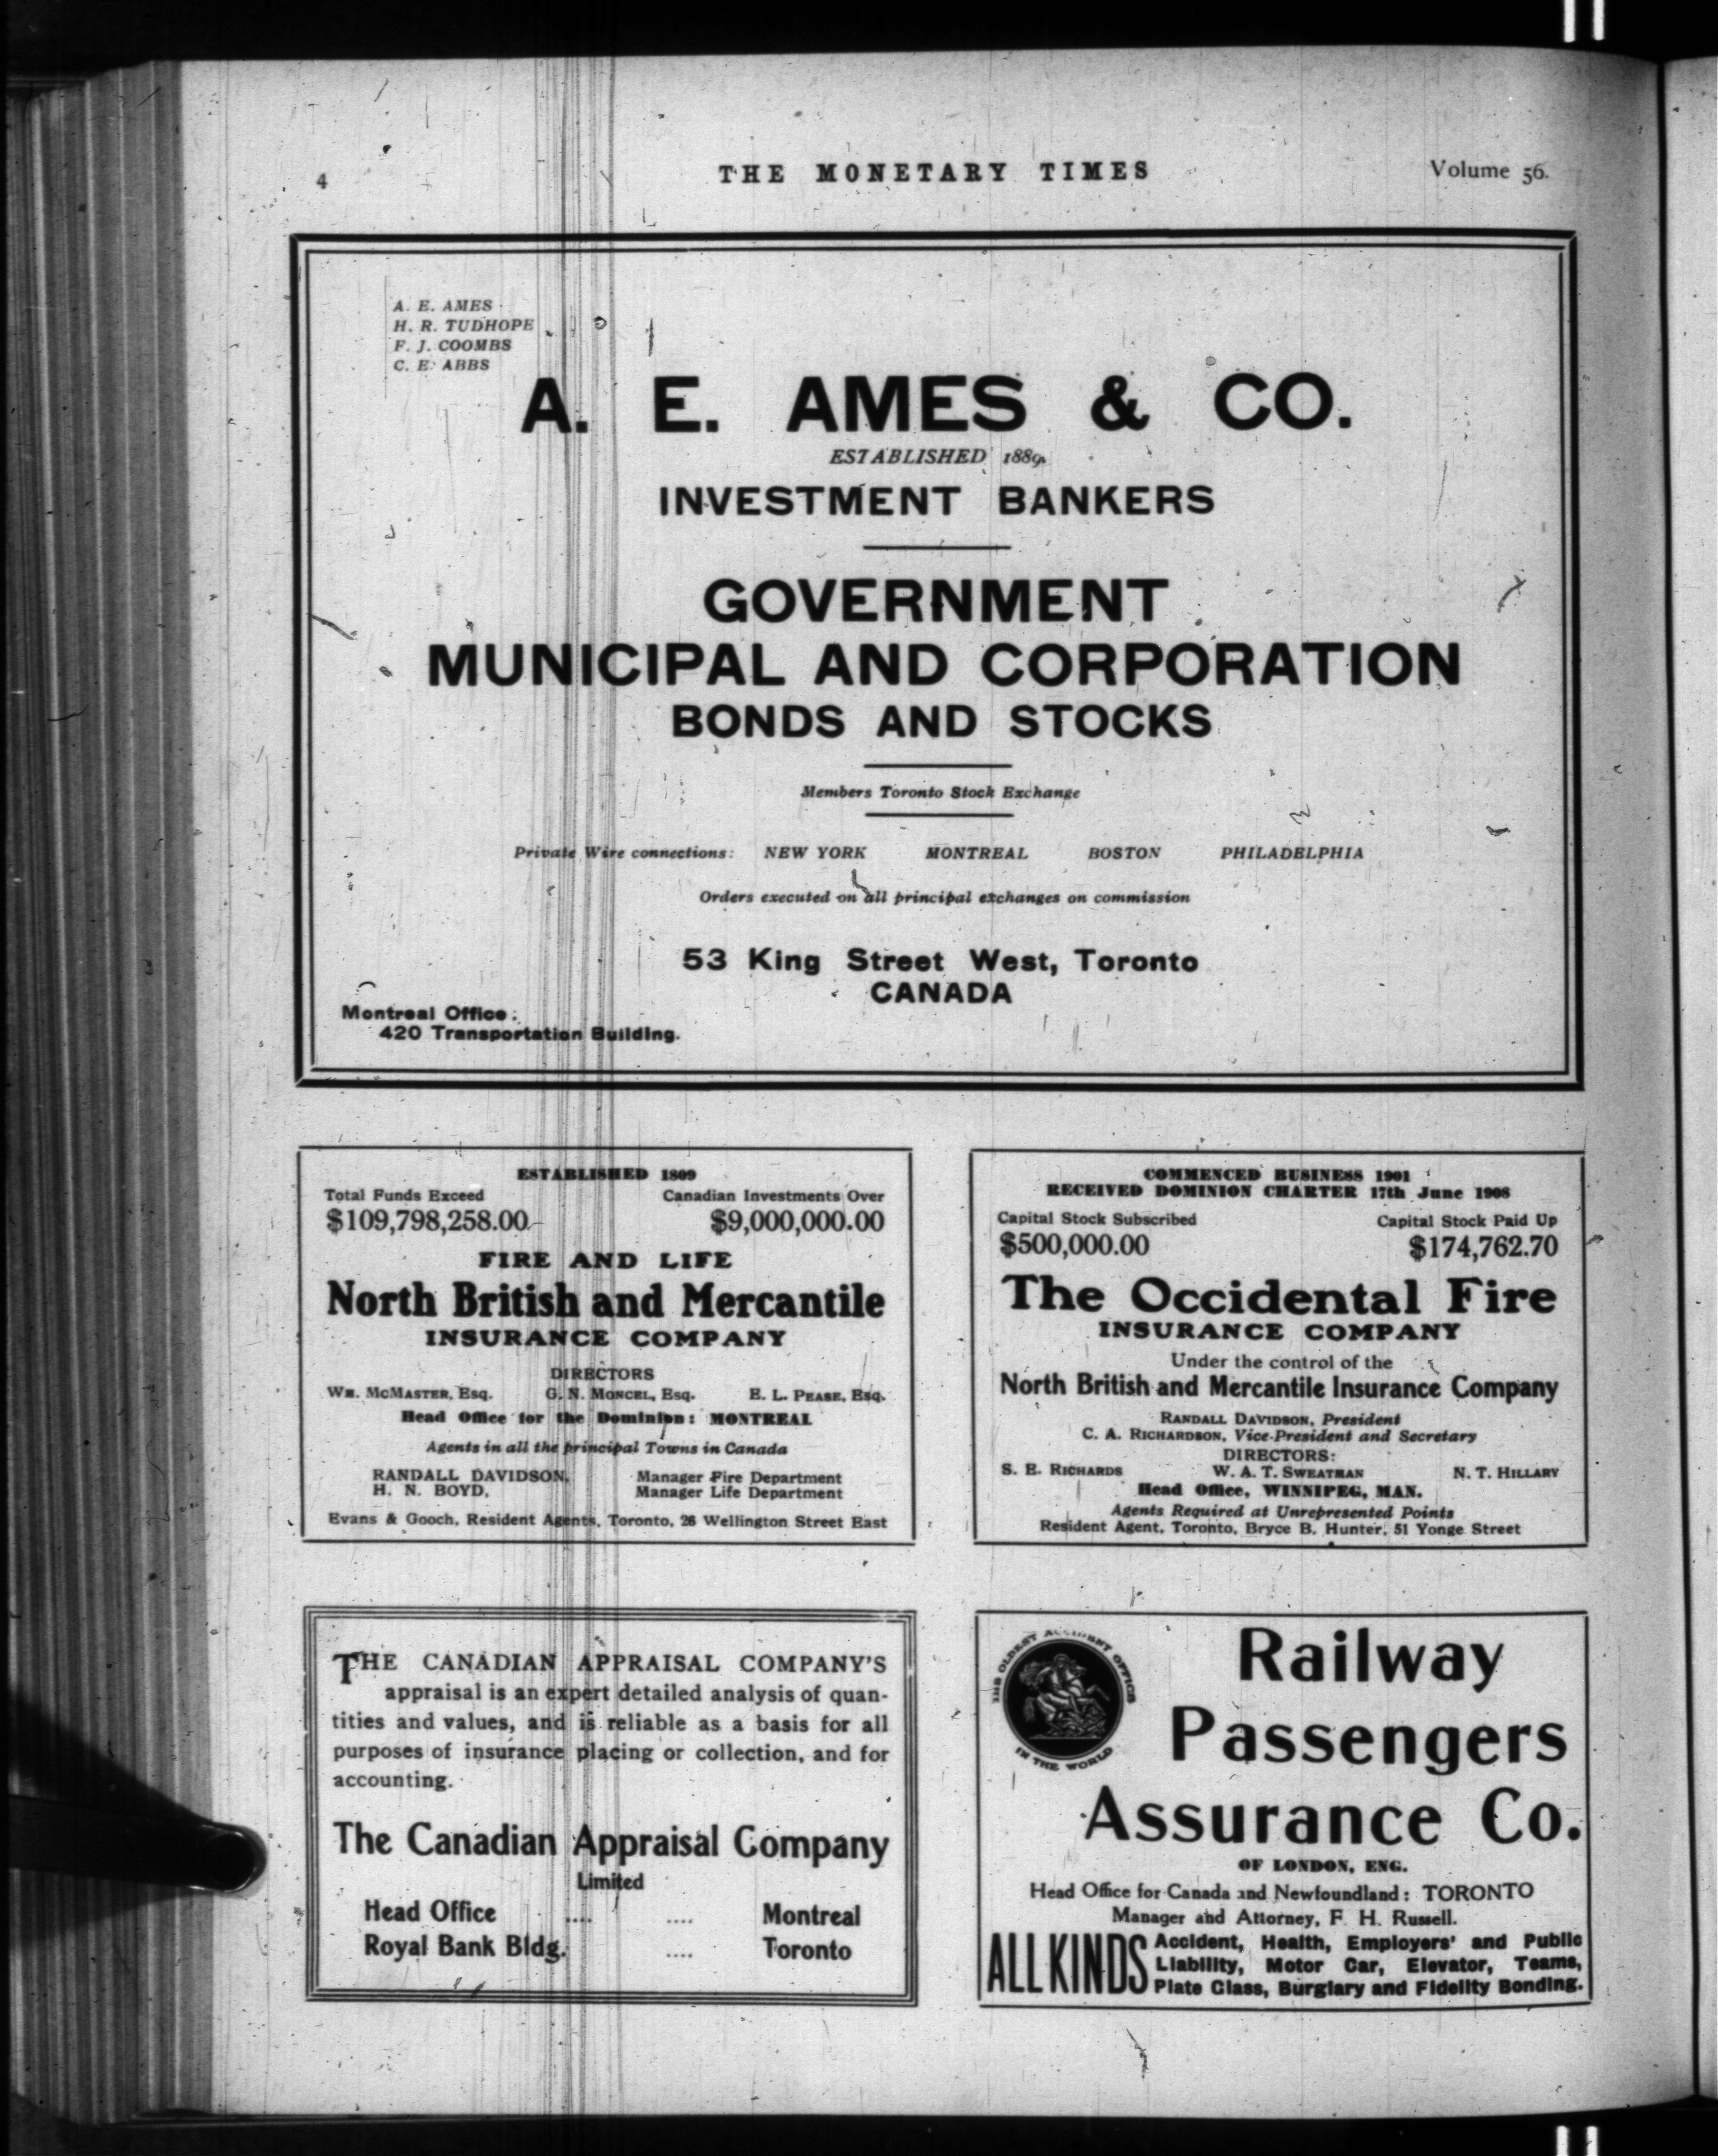 4 THE MONETARY TIMES Volume 56.
A. E. AMES
H. R. TUDHOPE
F. J. COOMBS
C. E. ABBS
A. E. AMES & CO.
ESTABLISHED 1889
INVESTMENT BANKERS
GOVERNMENT
MUNICIPAL AND CORPORATION
BONDS AND STOCKS
Members Toronto Stock Exchange
Private Wire connections: NEW YORK MONTREAL BOSTON PHILADELPHIA
Orders executed on all principal exchanges on commission
53 King Street West, Toronto
CANADA
Montreal Office:
420 Transportation Building.
ESTABLISHED 1809
Total Funds Exceed Canadian Investments Over
$109,798,258.00 $9,000,000.00
FIRE AND LIFE
North British and Mercantile
INSURANCE COMPANY
DIRECTORS
WM. MCMASTER, Esq. G. N. MONCEL, Esq. E. L. PEASE, Esq.
Head Office for the Dominion: MONTREAL
Agents in all the principal Towns in Canada
RANDALL DAVIDSON, Manager Fire Department
H. N. BOYD, Manager Life Department
Evans & Gooch, Resident Agents, Toronto, 26 Wellington Street East
COMMENCED BUSINESS 1901
RECEIVED DOMINION CHARTER 17th June 1908
Capital Stock Subscribed Capital Stock Paid Up
$500,000.00 $174,762.70
The Occidental Fire
INSURANCE COMPANY
Under the control of the
North British and Mercantile Insurance Company
RANDALL DAVIDSON, President
C. A. RICHARDSON, Vice-President and Secretary
DIRECTORS:
S. E. RICHARDS W. A. T. SWEATMAN N. T. HILLARY
Head Office, WINNIPEG, MAN.
Agents Required at Unrepresented Points
Resident Agent, Toronto, Bryce B. Hunter, 51 Yonge Street
THE CANADIAN APPRAISAL COMPANY'S
appraisal is an expert detailed analysis of quan-
tities and values, and is reliable as a basis for all
purposes of insurance placing or collection, and for
accounting.
The Canadian Appraisal Company
Limited
Head Office .... .... Montreal
Royal Bank Bldg. .... Toronto
THE OLDEST ACCIDENT OFFICE
IN THE WORLD
Railway
Passengers
Assurance Co.
OF LONDON, ENG.
Head Office for Canada and Newfoundland: TORONTO
Manager and Attorney, F. H. Russell.
ALL KINDS
Accident, Health, Employers' and Public
Liability, Motor Car, Elevator, Teams,
Plate Glass, Burglary and Fidelity Bonding.